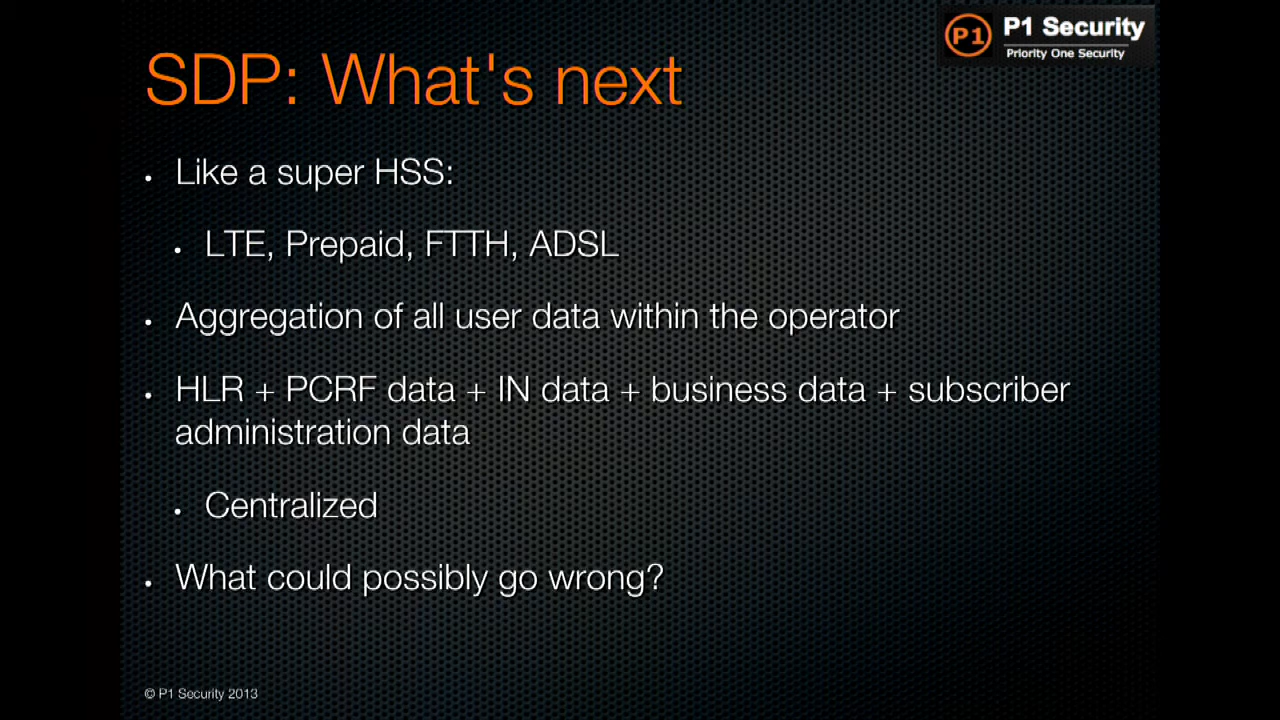 P1 P1 Security
Priority One Security
SDP: What's next
• Like a super HSS:
• LTE, Prepaid, FTTH, ADSL
• Aggregation of all user data within the operator
• HLR + PCRF data + IN data + business data + subscriber
administration data
• Centralized
• What could possibly go wrong?
© P1 Security 2013